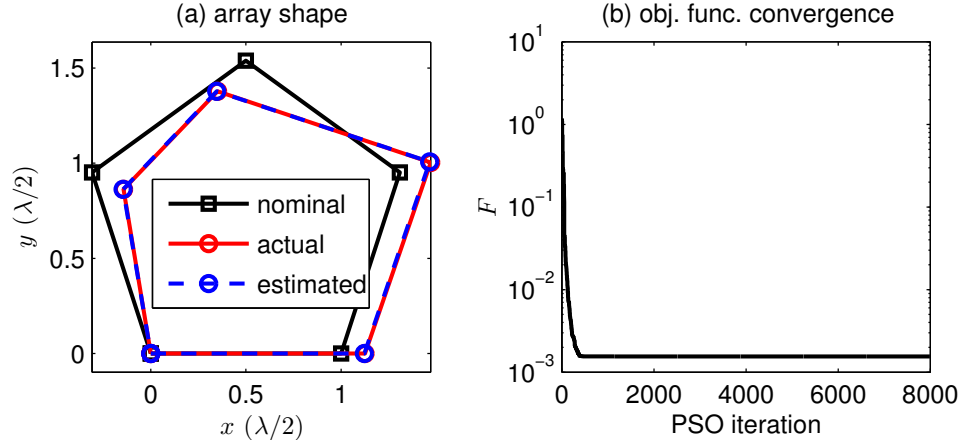 (a) array shape
1.5
1
0.5
0
y (λ/2)
0
0.5
1
x (λ/2)
nominal
actual
estimated
(b) obj. func. convergence
10^1
10^0
10^-1
10^-2
10^-3
F
0
2000
4000
6000
8000
PSO iteration